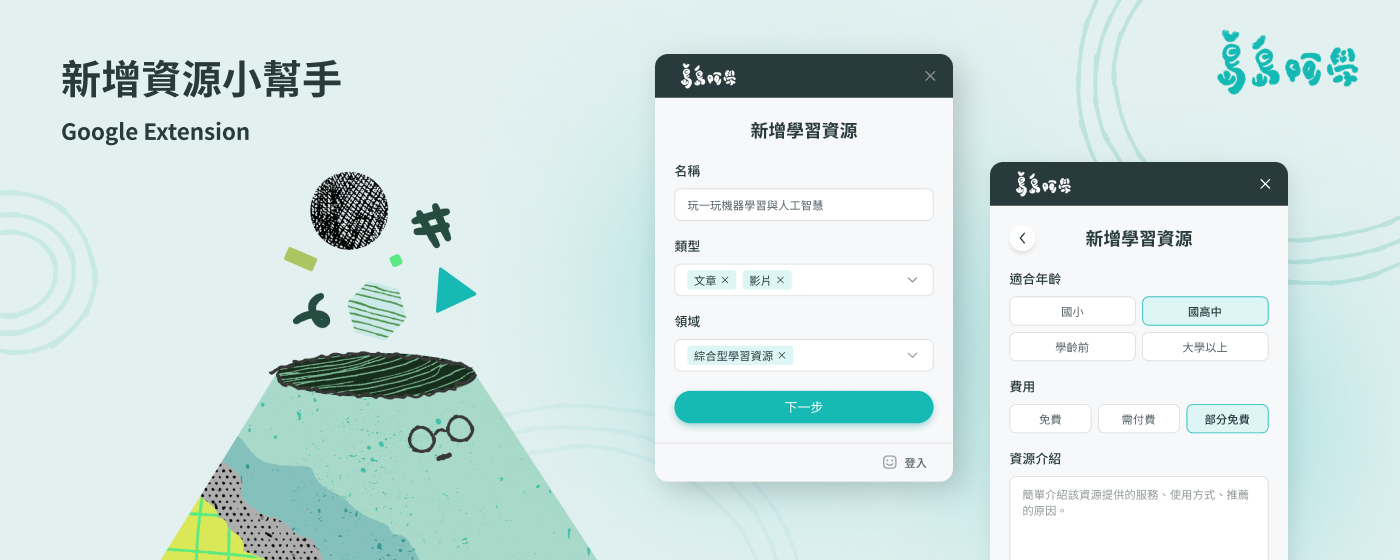 新增資源小幫手
Google Extension
島島阿學
島島阿學
新增學習資源
名稱
玩一玩機器學習與人工智慧
類型
文章 × 影片 ×
領域
綜合型學習資源 ×
下一步
登入
島島阿學
新增學習資源
適合年齡
國小 國高中
學齡前 大學以上
費用
免費 需付費 部分免費
資源介紹
簡單介紹該資源提供的服務、使用方式、推薦
的原因。